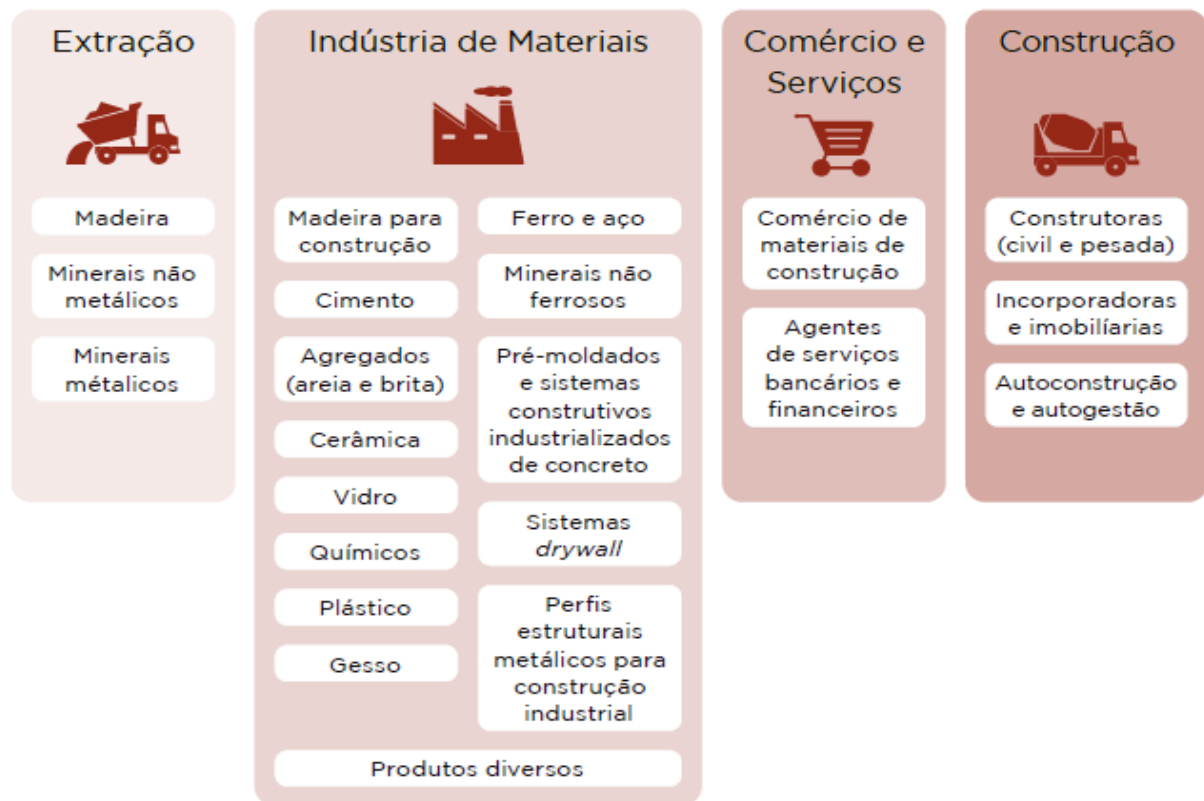 Extração
Madeira
Minerais não
metálicos
Minerais
métalicos
Indústria de Materiais
Madeira para
construção
Cimento
Agregados
(areia e brita)
Cerâmica
Vidro
Químicos
Plástico
Gesso
Ferro e aço
Minerais não
ferrosos
Pré-moldados
e sistemas
construtivos
industrializados
de concreto
Sistemas
drywall
Perfis
estruturais
metálicos para
construção
industrial
Produtos diversos
Comércio e
Serviços
Comércio de
materiais de
construção
Agentes
de serviços
bancários e
financeiros
Construção
Construtoras
(civil e pesada)
Incorporadoras
e imobilíarias
Autoconstrução
e autogestão